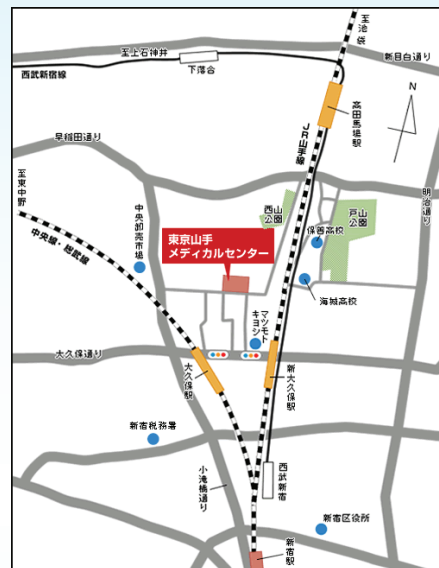 至池袋
至上石神井
新目白通り
西武新宿線
下落合
N
高田馬場駅
JR山手線
早稲田通り
至東中野
明治通り
西山
公園
戸山
公園
中央卸売市場
保善高校
中央線・総武線
東京山手
メディカルセンター
海城高校
マツモト
キヨシ
大久保通り
大久保駅
新大久保駅
新宿税務署
小滝橋通り
西武新宿
新宿区役所
新宿駅